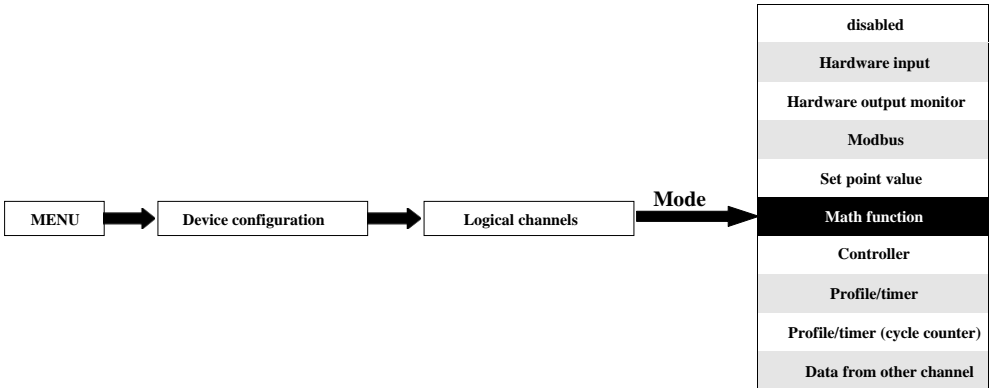 MENU
Device configuration
Logical channels
Mode
disabled
Hardware input
Hardware output monitor
Modbus
Set point value
Math function
Controller
Profile/timer
Profile/timer (cycle counter)
Data from other channel